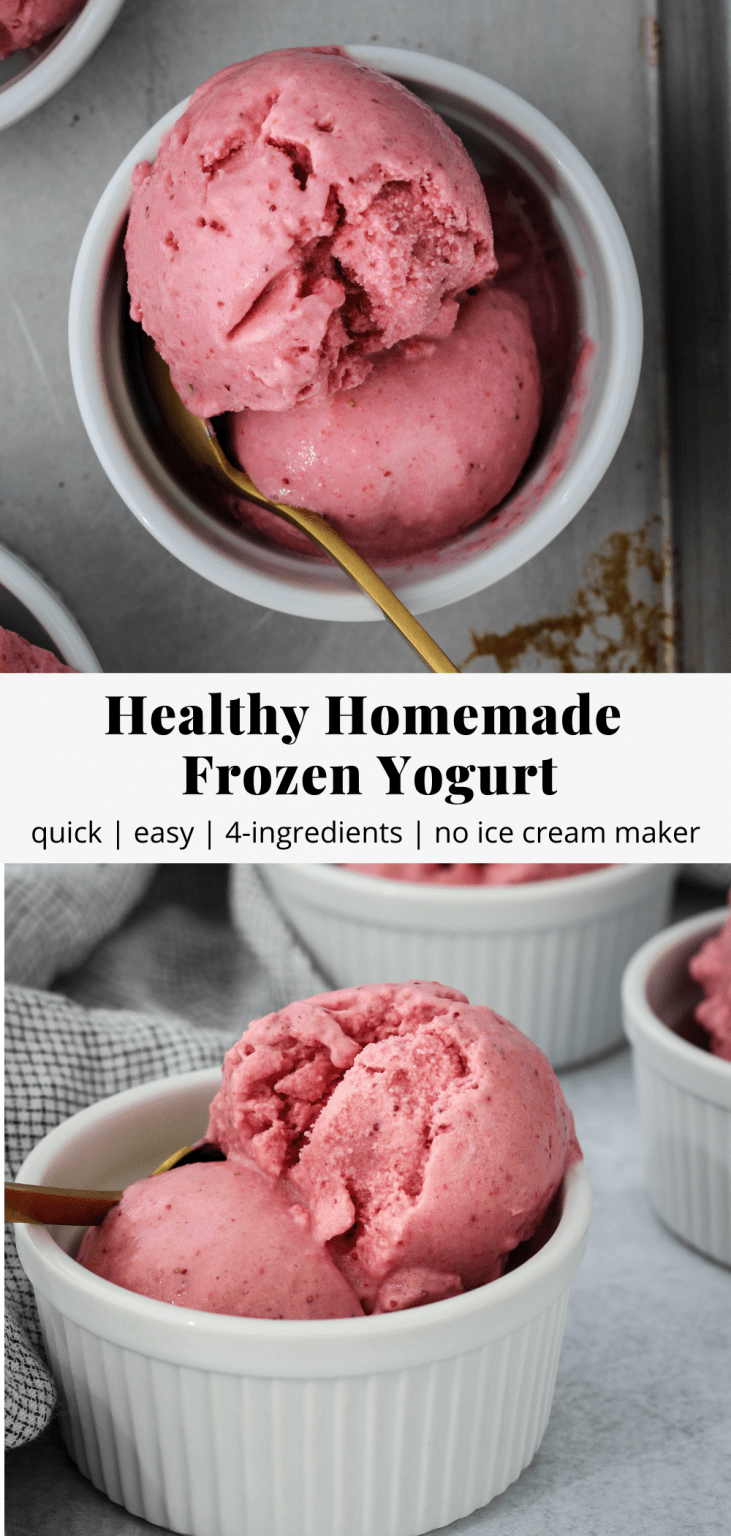 Healthy Homemade
Frozen Yogurt
quick | easy | 4-ingredients | no ice cream maker